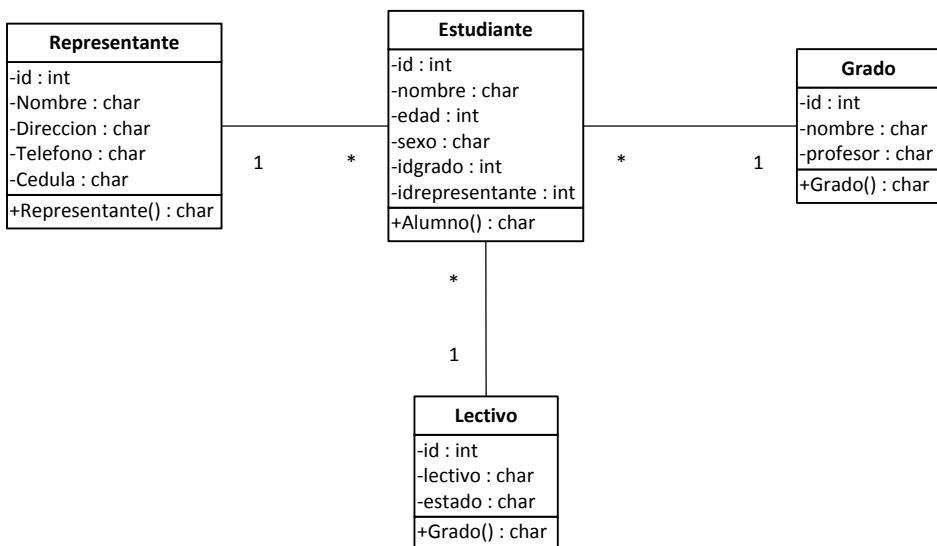 Representante
-id : int
-Nombre : char
-Direccion : char
-Telefono : char
-Cedula : char
+Representante() : char
1
*
Estudiante
-id : int
-nombre : char
-edad : int
-sexo : char
-idgrado : int
-idrepresentante : int
+Alumno() : char
*
1
Grado
-id : int
-nombre : char
-profesor : char
+Grado() : char
*
1
Lectivo
-id : int
-lectivo : char
-estado : char
+Grado() : char